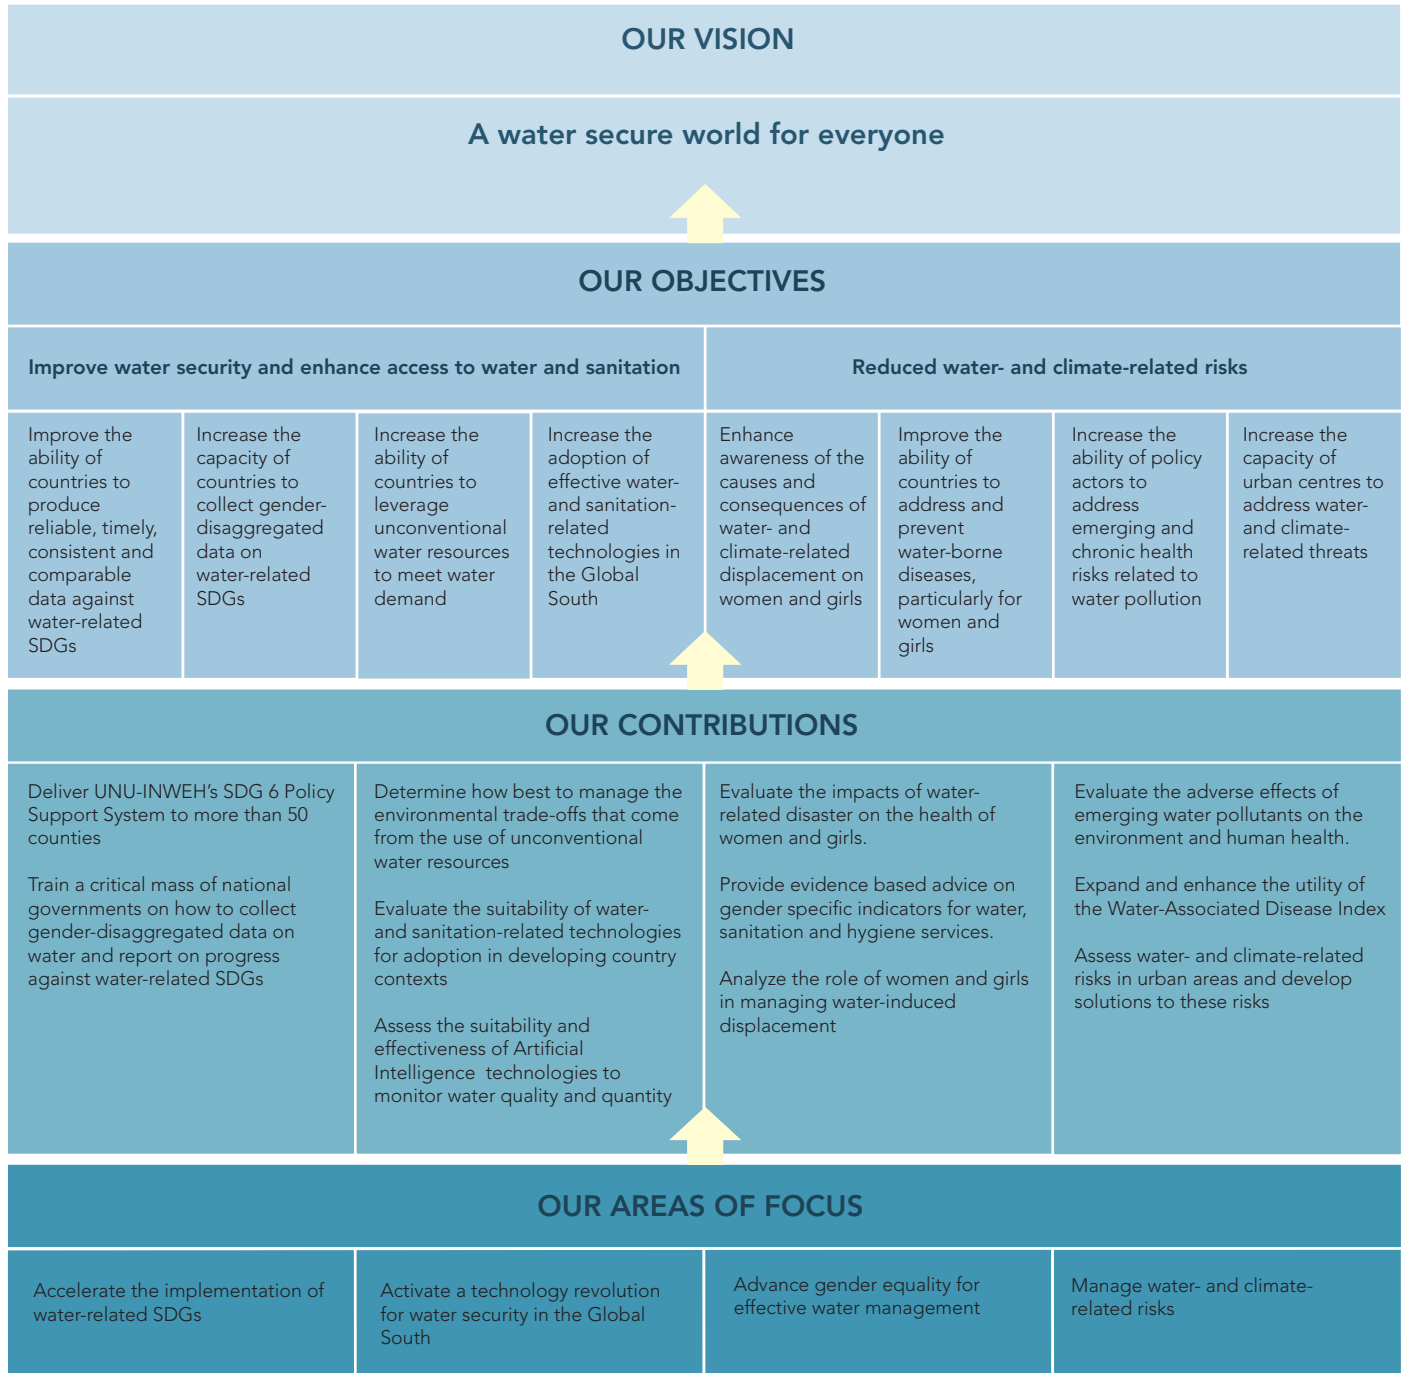 OUR VISION
A water secure world for everyone
OUR OBJECTIVES
Improve water security and enhance access to water and sanitation
Reduced water- and climate-related risks
Improve the
ability of
countries to
produce
reliable, timely,
consistent and
comparable
data against
water-related
SDGs
Increase the
capacity of
countries to
collect gender-
disaggregated
data on
water-related
SDGs
Increase the
ability of
countries to
leverage
unconventional
water resources
to meet water
demand
Increase the
adoption of
effective water-
and sanitation-
related
technologies in
the Global
South
Enhance
awareness of the
causes and
consequences of
water- and
climate-related
displacement on
women and girls
Improve the
ability of
countries to
address and
prevent
water-borne
diseases,
particularly for
women and
girls
Increase the
ability of policy
actors to
address
emerging and
chronic health
risks related to
water pollution
Increase the
capacity of
urban centres to
address water-
and climate-
related threats
OUR CONTRIBUTIONS
Deliver UNU-INWEH's SDG 6 Policy
Support System to more than 50
counties
Train a critical mass of national
governments on how to collect
gender-disaggregated data on
water and report on progress
against water-related SDGs
Determine how best to manage the
environmental trade-offs that come
from the use of unconventional
water resources
Evaluate the suitability of water-
and sanitation-related technologies
for adoption in developing country
contexts
Assess the suitability and
effectiveness of Artificial
Intelligence technologies to
monitor water quality and quantity
Evaluate the impacts of water-
related disaster on the health of
women and girls.
Provide evidence based advice on
gender specific indicators for water,
sanitation and hygiene services.
Analyze the role of women and girls
in managing water-induced
displacement
Evaluate the adverse effects of
emerging water pollutants on the
environment and human health.
Expand and enhance the utility of
the Water-Associated Disease Index
Assess water- and climate-related
risks in urban areas and develop
solutions to these risks
OUR AREAS OF FOCUS
Accelerate the implementation of
water-related SDGs
Activate a technology revolution
for water security in the Global
South
Advance gender equality for
effective water management
Manage water- and climate-
related risks